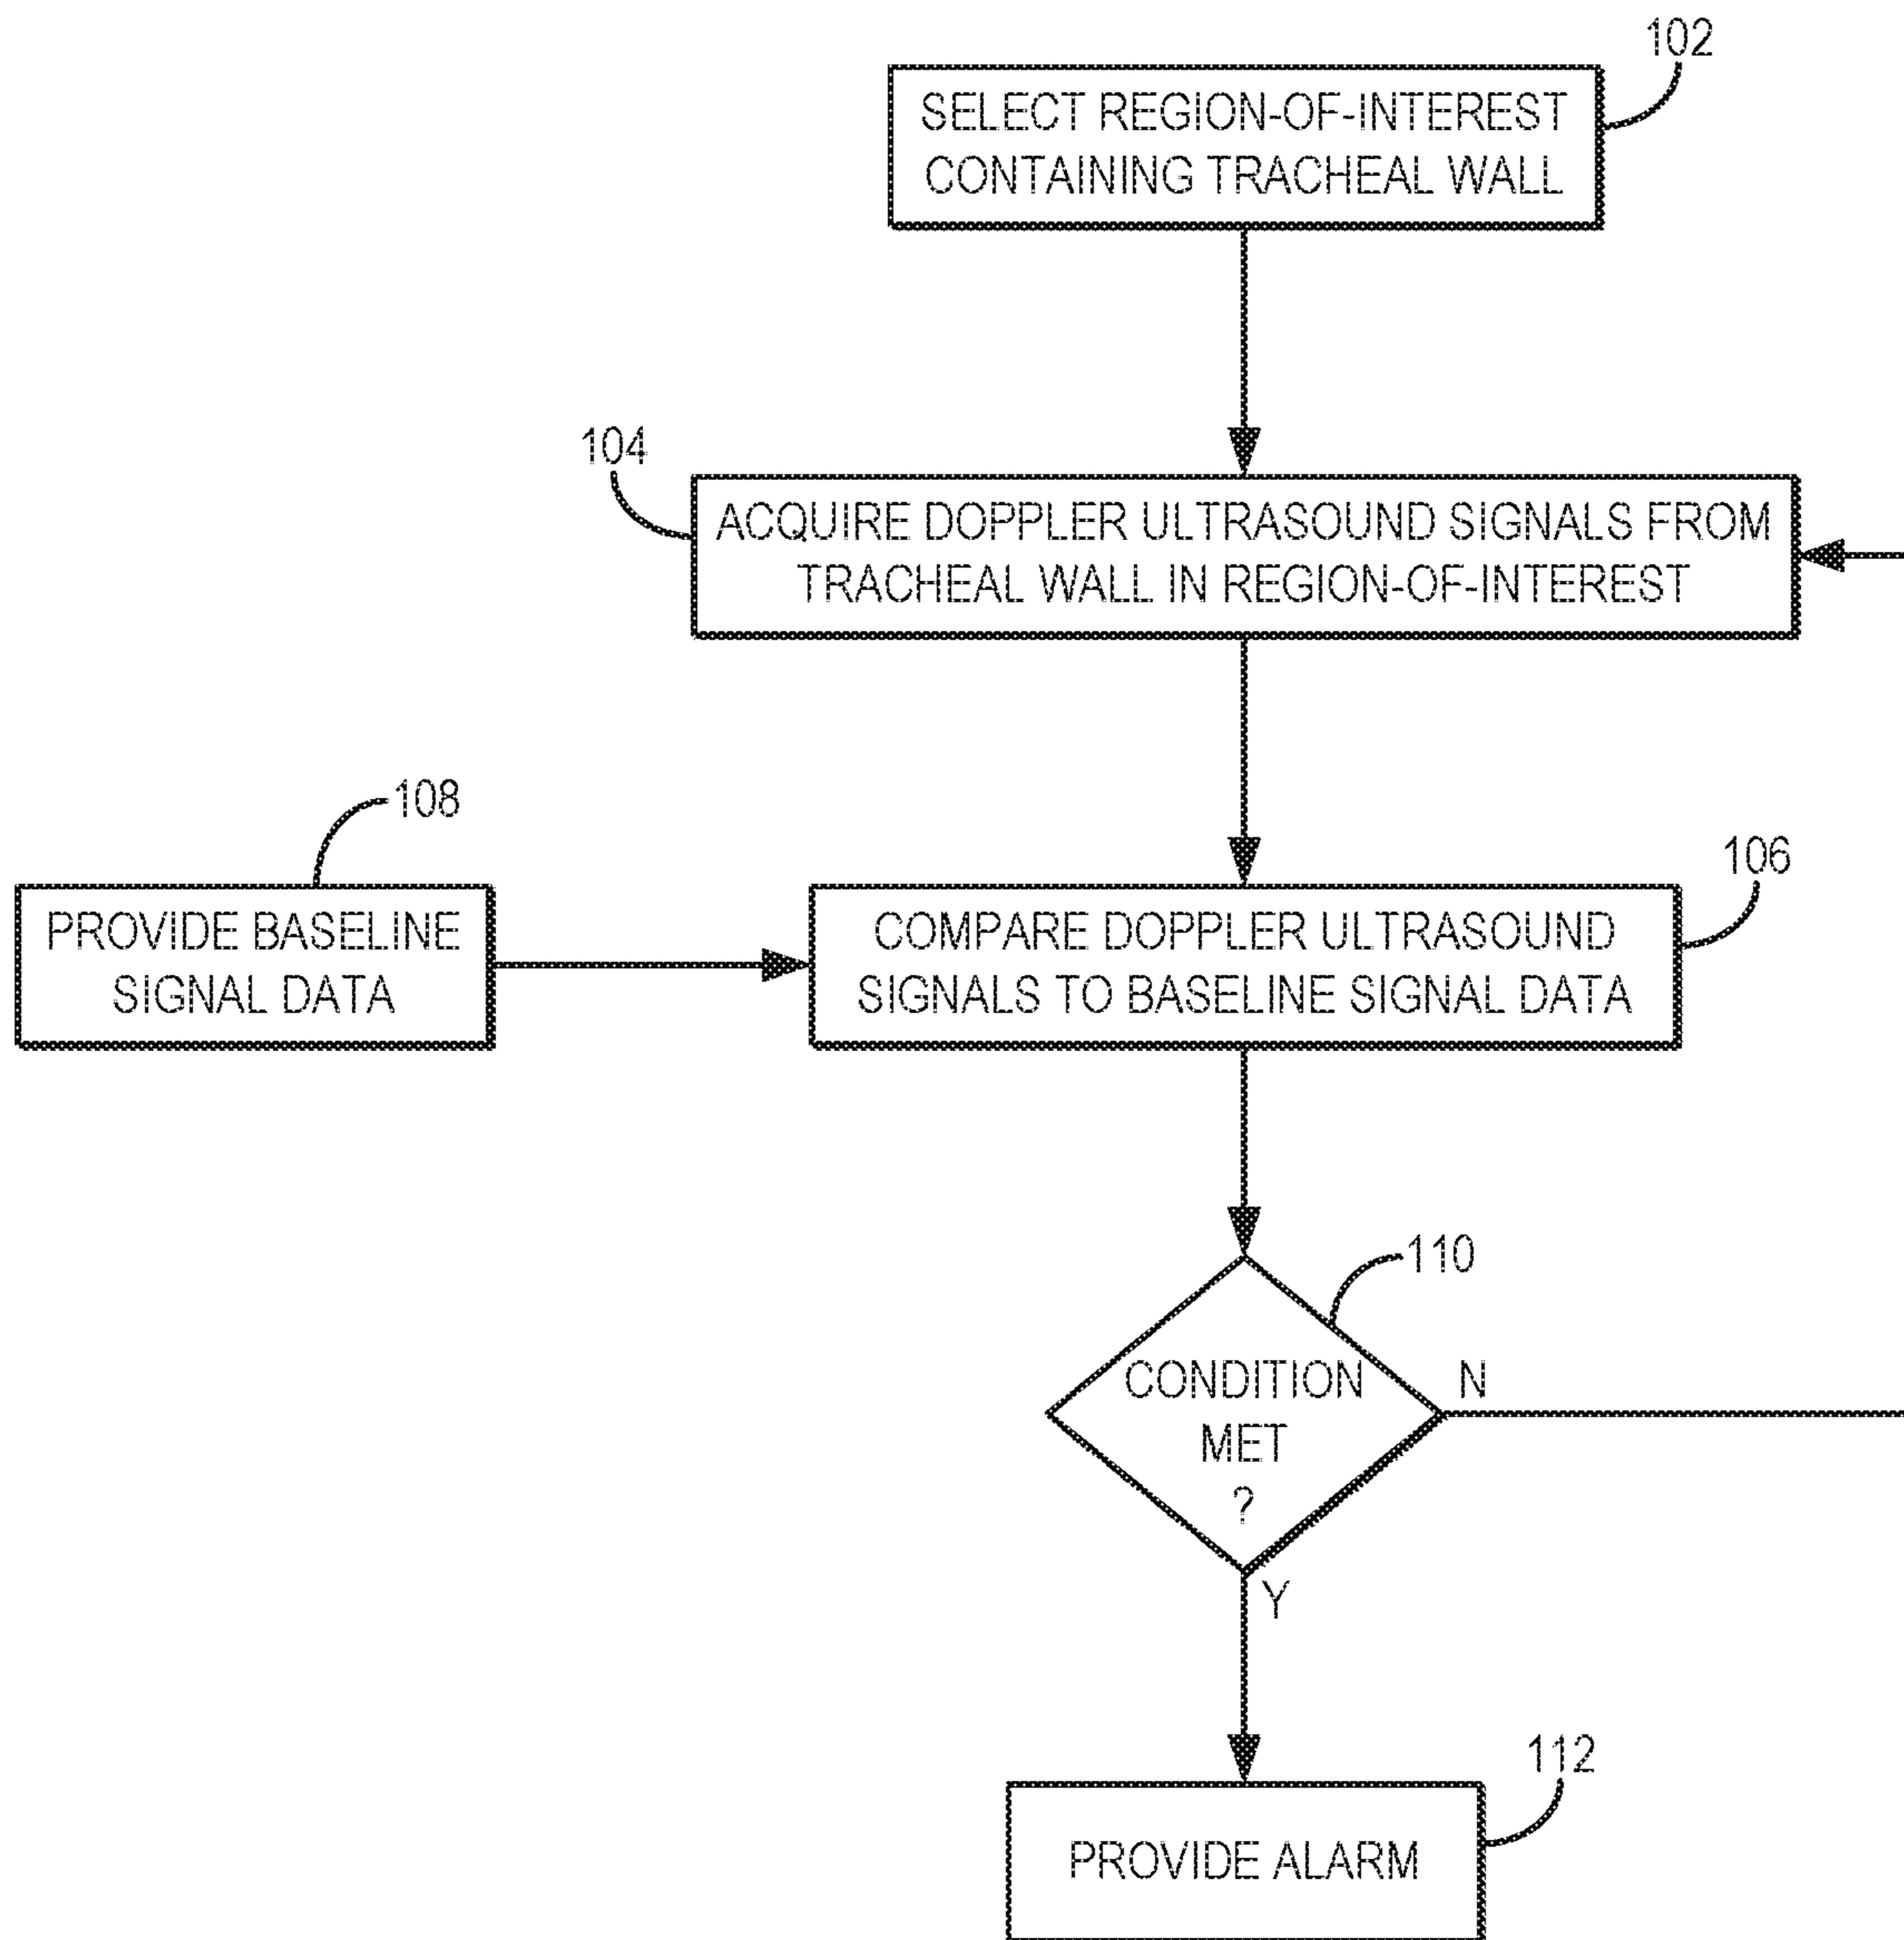 102
SELECT REGION-OF-INTEREST
CONTAINING TRACHEAL WALL
104
ACQUIRE DOPPLER ULTRASOUND SIGNALS FROM
TRACHEAL WALL IN REGION-OF-INTEREST
108
PROVIDE BASELINE
SIGNAL DATA
106
COMPARE DOPPLER ULTRASOUND
SIGNALS TO BASELINE SIGNAL DATA
110
CONDITION
MET
?
N
Y
112
PROVIDE ALARM